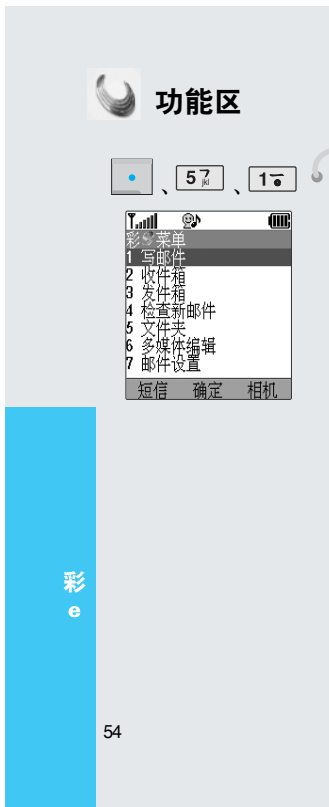 功能区
、 5 jkl 、 1
彩e菜单
1 写邮件
2 收件箱
3 发件箱
4 检查新邮件
5 文件夹
6 多媒体编辑
7 邮件设置
短信 确定 相机
彩
e
54